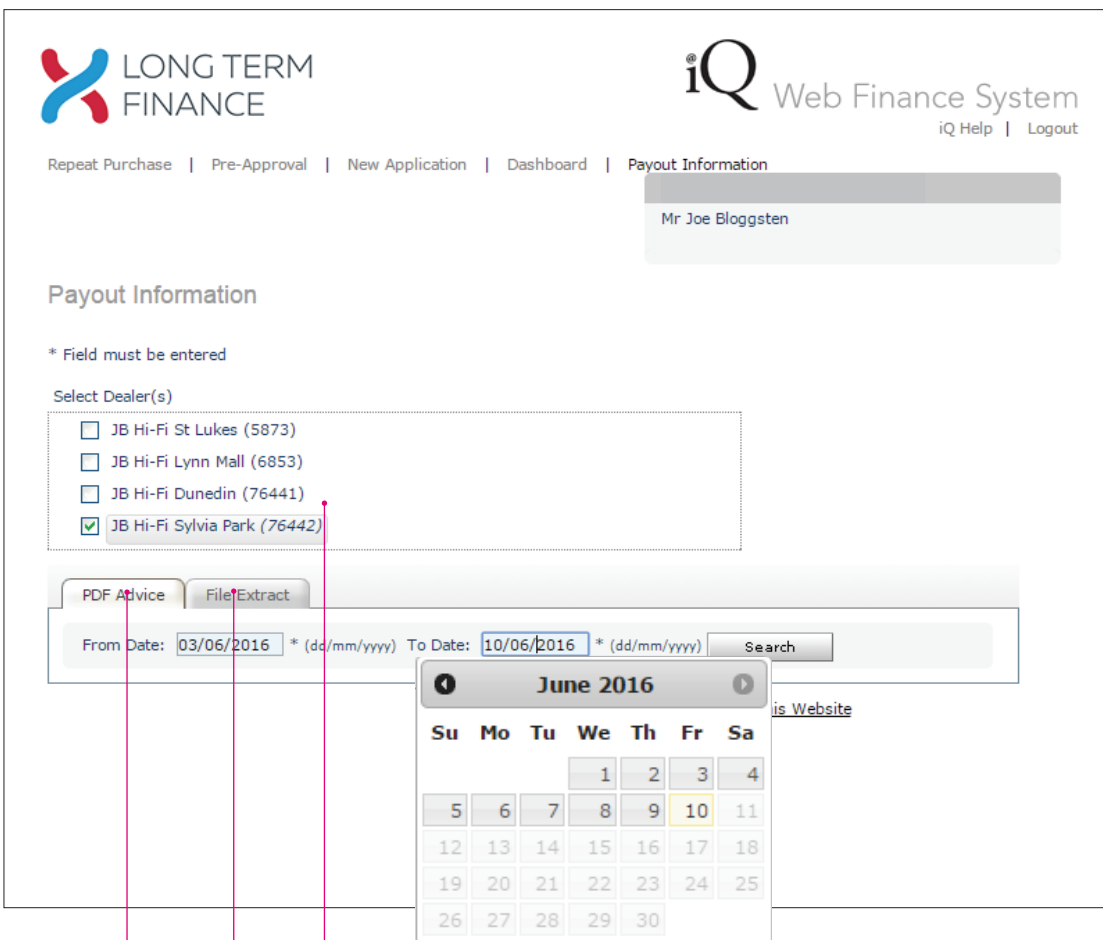 LONG TERM
FINANCE
@
iQ Web Finance System
iQ Help | Logout
Repeat Purchase | Pre-Approval | New Application | Dashboard | Payout Information
Mr Joe Bloggsten
Payout Information
* Field must be entered
Select Dealer(s)
JB Hi-Fi St Lukes (5873)
JB Hi-Fi Lynn Mall (6853)
JB Hi-Fi Dunedin (76441)
JB Hi-Fi Sylvia Park (76442)
PDF Advice File Extract
From Date: 03/06/2016 * (dd/mm/yyyy) To Date: 10/06/2016 * (dd/mm/yyyy) Search
June 2016
is Website
Su Mo Tu We Th Fr Sa
1 2 3 4
5 6 7 8 9 10 11
12 13 14 15 16 17 18
19 20 21 22 23 24 25
26 27 28 29 30